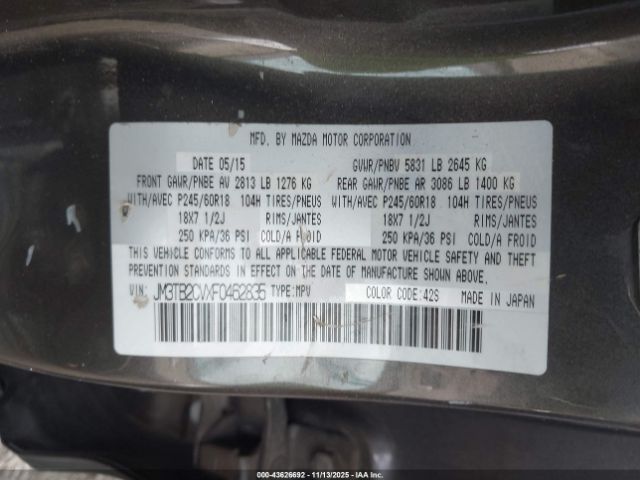 MFD. BY MAZDA MOTOR CORPORATION
DATE 05/15 GVWR/PNBV 5831 LB 2645 KG
FRONT GAWR/PNBE AV 2813 LB 1276 KG REAR GAWR/PNBE AR 3086 LB 1400 KG
WITH/AVEC P245/60R18 104H TIRES/PNEUS WITH/AVEC P245/60R18 104H TIRES/PNEUS
18X7 1/2J RIMS/JANTES 18X7 1/2J RIMS/JANTES
250 KPA/36 PSI COLD/A FROID 250 KPA/36 PSI COLD/A FROID
THIS VEHICLE CONFORMS TO ALL APPLICABLE FEDERAL MOTOR VEHICLE SAFETY AND THEFT
PREVENTION STANDARDS IN EFFECT ON THE DATE OF MANUFACTURE SHOWN ABOVE.
VIN: JM3TB2CVXF0462835 TYPE:MPV COLOR CODE:42S MADE IN JAPAN
00-43626692 - 11/13/2025 - IAA Inc.